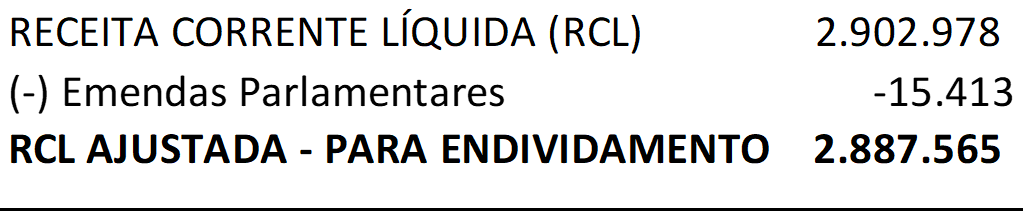 RECEITA CORRENTE LÍQUIDA (RCL) 2.902.978
(-) Emendas Parlamentares -15.413
RCL AJUSTADA - PARA ENDIVIDAMENTO 2.887.565